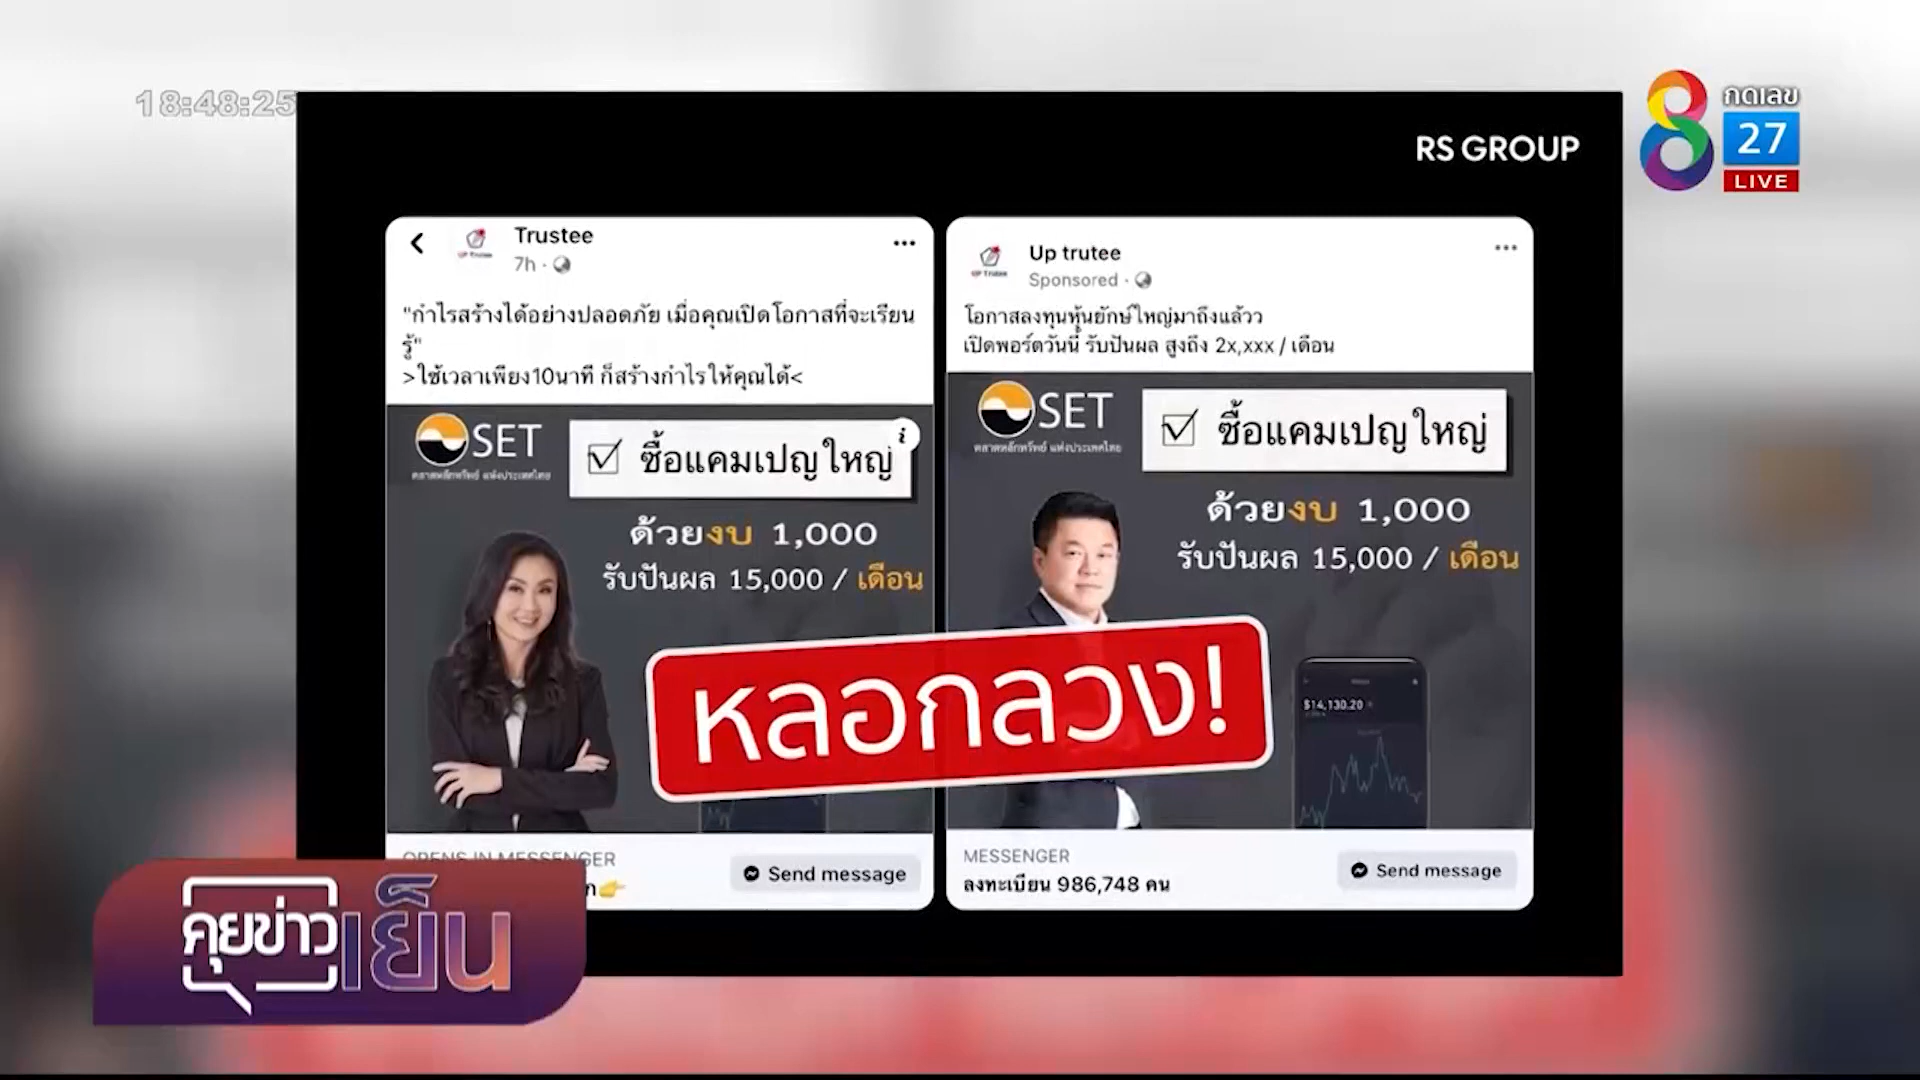 18:48:25
RS GROUP
กดเลข
27
LIVE
Trustee
7h ·
"กำไรสร้างได้อย่างปลอดภัย เมื่อคุณเปิดโอกาสที่จะเรียน
รู้"
>ใช้เวลาเพียง10นาที ก็สร้างกำไรให้คุณได้<
SET
ตลาดหลักทรัพย์ แห่งประเทศไทย
ซื้อแคมเปญใหญ่
ด้วยงบ 1,000
รับปันผล 15,000 / เดือน
OPENS IN MESSENGER
Send message
Up trutee
Sponsored ·
โอกาสลงทุนหุ้นยักษ์ใหญ่มาถึงแล้วว
เปิดพอร์ตวันนี้ รับปันผล สูงถึง 2x,xxx / เดือน
SET
ตลาดหลักทรัพย์ แห่งประเทศไทย
ซื้อแคมเปญใหญ่
ด้วยงบ 1,000
รับปันผล 15,000 / เดือน
$14,130.20
MESSENGER
ลงทะเบียน 986,748 คน
Send message
หลอกลวง!
คุยข่าว
เย็น